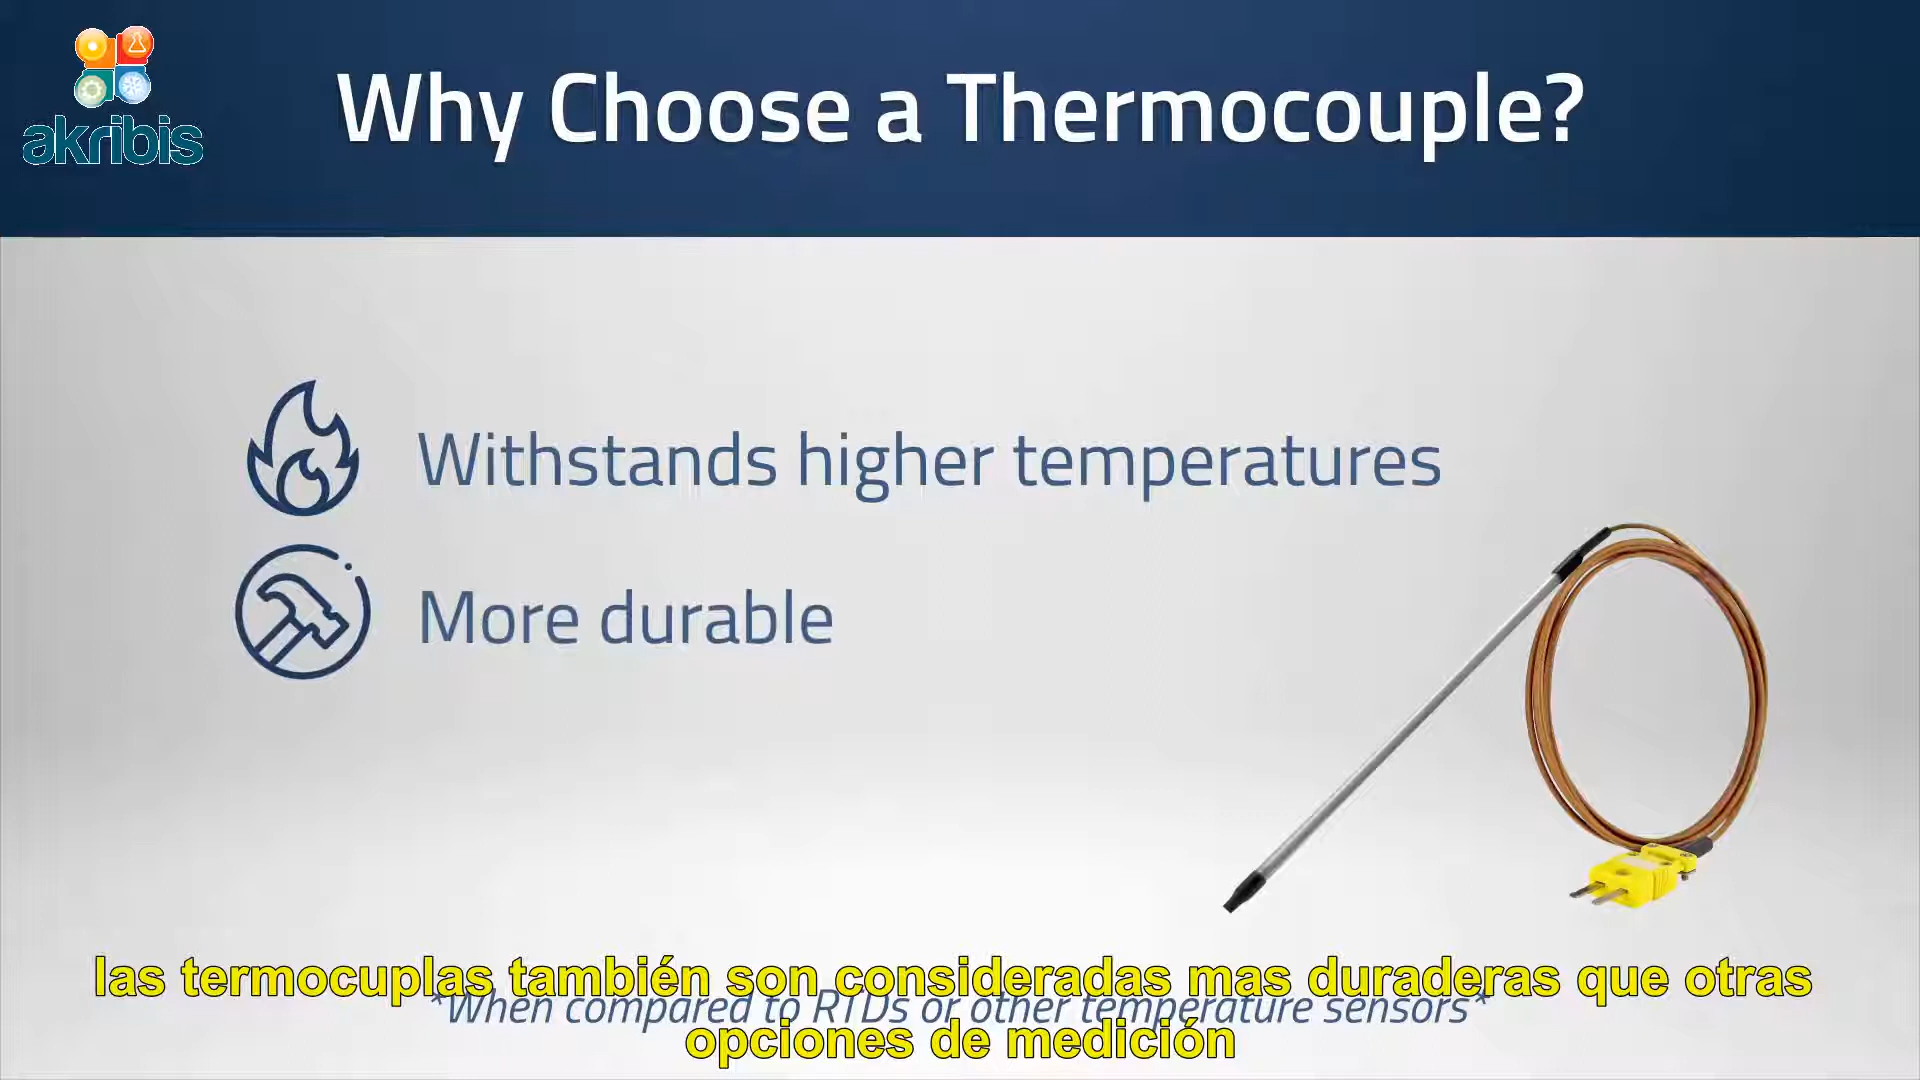 akribis
Why Choose a Thermocouple?
Withstands higher temperatures
More durable
las termocuplas también son consideradas mas duraderas que otras
*When compared to RTDs or other temperature sensors*
opciones de medición